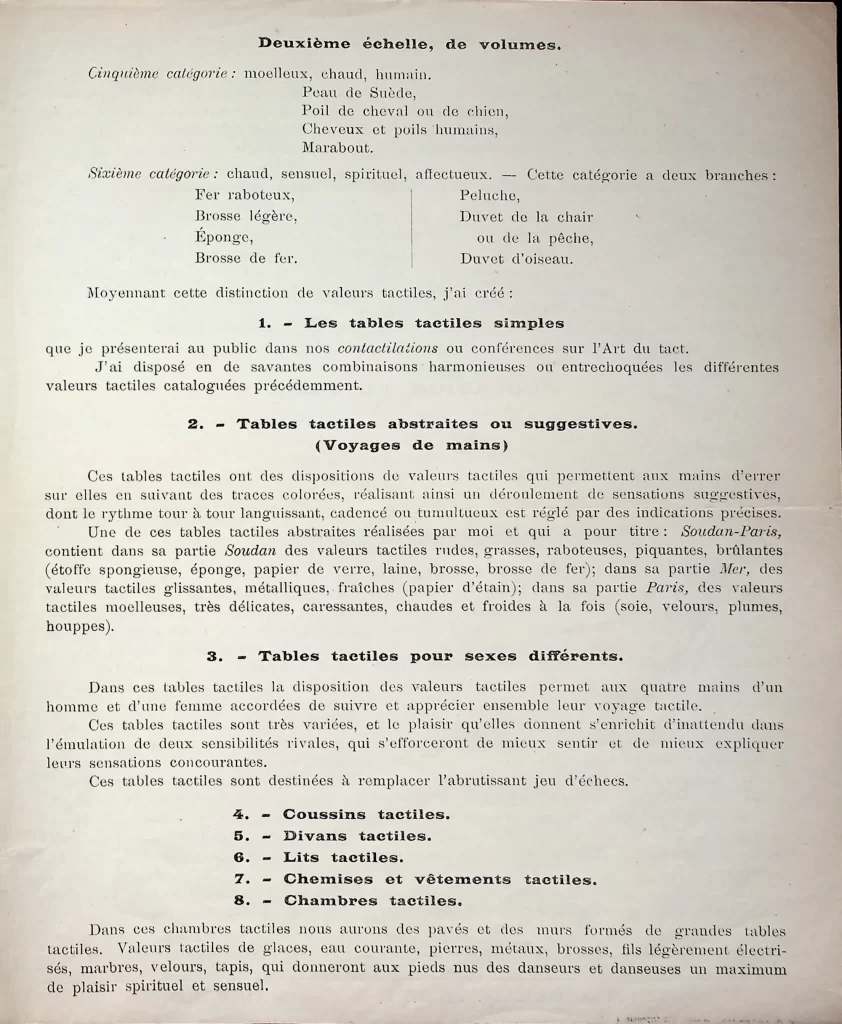 Deuxième échelle, de volumes.
Cinquième catégorie : moelleux, chaud, humain.
Peau de Suède,
Poil de cheval ou de chien,
Cheveux et poils humains,
Marabout.
Sixième catégorie : chaud, sensuel, spirituel, affectueux. — Cette catégorie a deux branches :
Fer raboteux,
Brosse légère,
Éponge,
Brosse de fer.
Peluche,
Duvet de la chair
ou de la pêche,
Duvet d'oiseau.
Moyennant cette distinction de valeurs tactiles, j'ai créé :
1. - Les tables tactiles simples
que je présenterai au public dans nos contactilations ou conférences sur l'Art du tact.
J'ai disposé en de savantes combinaisons harmonieuses ou entrechoquées les différentes
valeurs tactiles cataloguées précédemment.
2. - Tables tactiles abstraites ou suggestives.
(Voyages de mains)
Ces tables tactiles ont des dispositions de valeurs tactiles qui permettent aux mains d'errer
sur elles en suivant des traces colorées, réalisant ainsi un déroulement de sensations suggestives,
dont le rythme tour à tour languissant, cadencé ou tumultueux est réglé par des indications précises.
Une de ces tables tactiles abstraites réalisées par moi et qui a pour titre : Soudan-Paris,
contient dans sa partie Soudan des valeurs tactiles rudes, grasses, raboteuses, piquantes, brûlantes
(étoffe spongieuse, éponge, papier de verre, laine, brosse, brosse de fer); dans sa partie Mer, des
valeurs tactiles glissantes, métalliques, fraîches (papier d'étain); dans sa partie Paris, des valeurs
tactiles moelleuses, très délicates, caressantes, chaudes et froides à la fois (soie, velours, plumes,
houppes).
3. - Tables tactiles pour sexes différents.
Dans ces tables tactiles la disposition des valeurs tactiles permet aux quatre mains d'un
homme et d'une femme accordées de suivre et apprécier ensemble leur voyage tactile.
Ces tables tactiles sont très variées, et le plaisir qu'elles donnent s'enrichit d'inattendu dans
l'émulation de deux sensibilités rivales, qui s'efforceront de mieux sentir et de mieux expliquer
leurs sensations concourantes.
Ces tables tactiles sont destinées à remplacer l'abrutissant jeu d'échecs.
4. - Coussins tactiles.
5. - Divans tactiles.
6. - Lits tactiles.
7. - Chemises et vêtements tactiles.
8. - Chambres tactiles.
Dans ces chambres tactiles nous aurons des pavés et des murs formés de grandes tables
tactiles. Valeurs tactiles de glaces, eau courante, pierres, métaux, brosses, fils légèrement électri-
sés, marbres, velours, tapis, qui donneront aux pieds nus des danseurs et danseuses un maximum
de plaisir spirituel et sensuel.